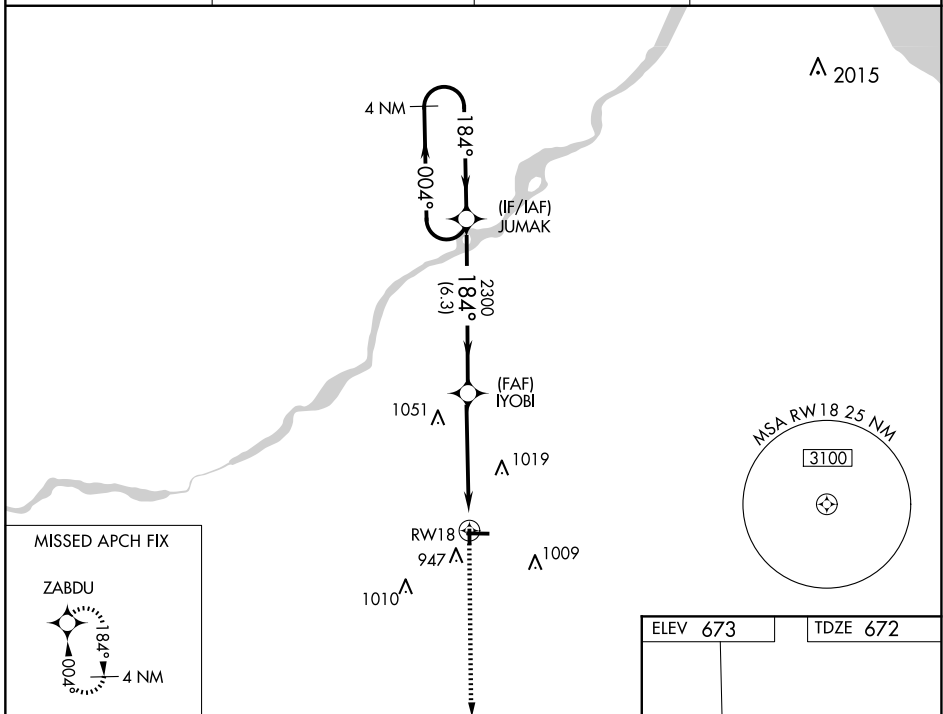 2015
4 NM
184°
004°
(IF/IAF)
JUMAK
2300
184°
(6.3)
(FAF)
IYOBI
1051
1019
MSA RW18 25 NM
3100
RW18
947
1009
1010
MISSED APCH FIX
ZABDU
184°
004°
4 NM
ELEV 673
TDZE 672